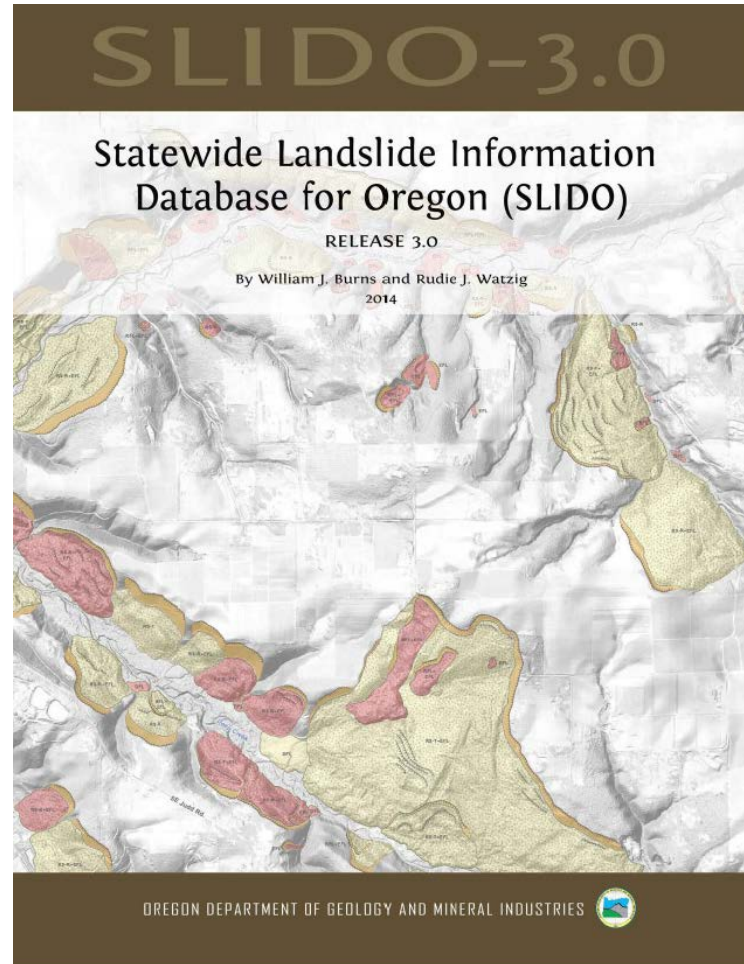 SLIDO-3.0
Statewide Landslide Information
Database for Oregon (SLIDO)
RELEASE 3.0
By William J. Burns and Rudie J. Watzig
2014
SE Judd Rd.
OREGON DEPARTMENT OF GEOLOGY AND MINERAL INDUSTRIES